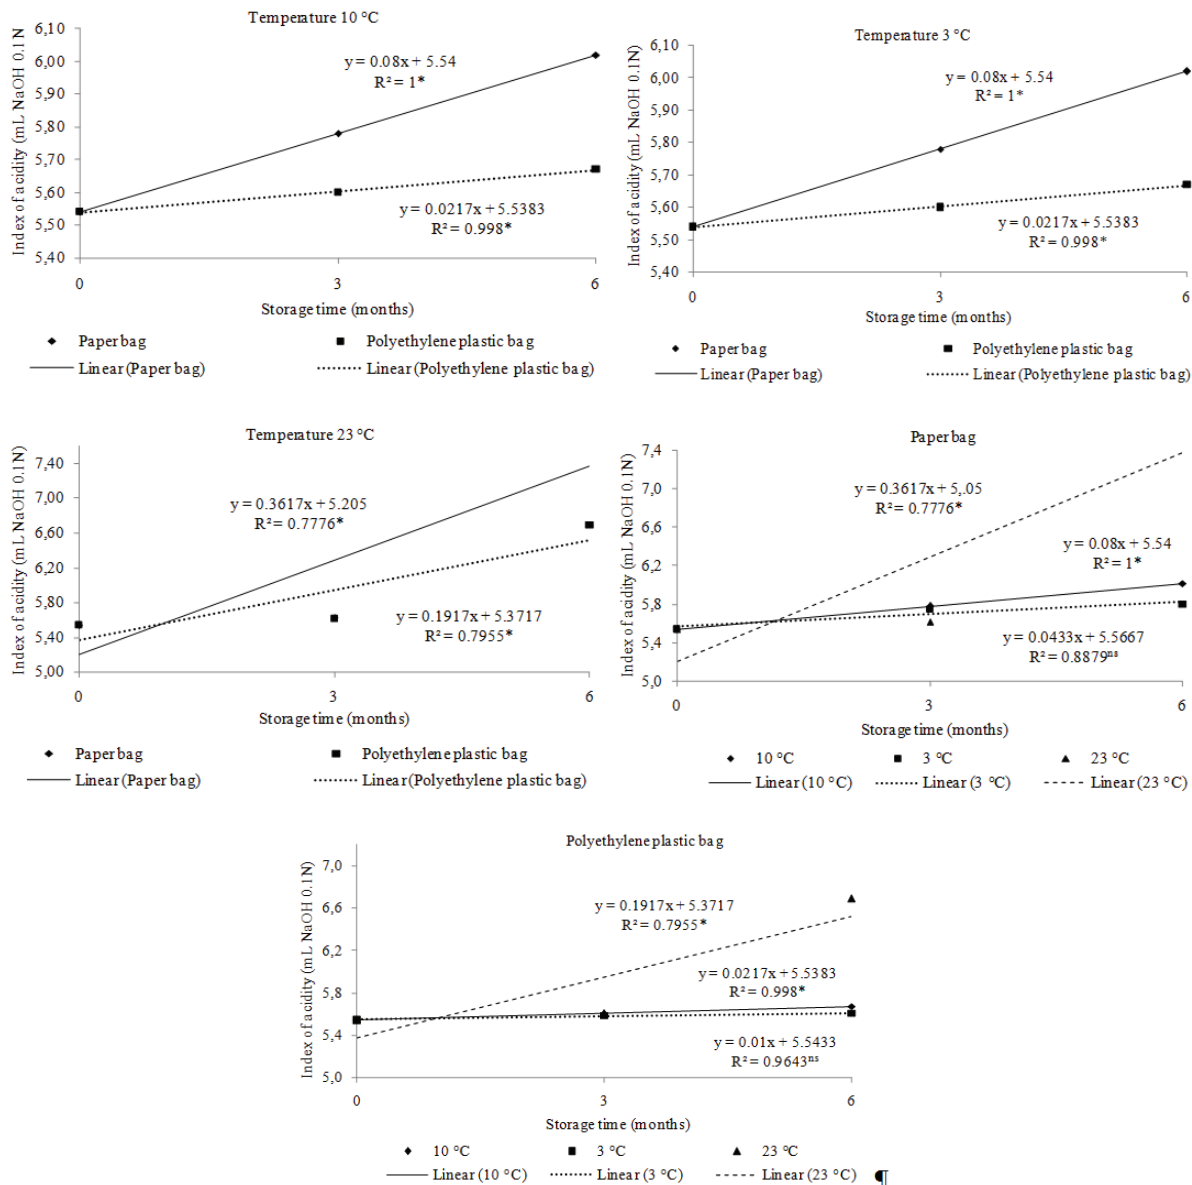 Temperature 10 °C
Index of acidity (mL NaOH 0.1N
6,10
6,00
5,90
5,80
5,70
5,60
5,50
5,40
y = 0.08x + 5.54
R² = 1*
y = 0.0217x + 5.5383
R² = 0.998*
0
3
6
Storage time (months)
Paper bag
Polyethylene plastic bag
Linear (Paper bag)
Linear (Polyethylene plastic bag)
Temperature 3 °C
Index of acidity (mL NaOH 0.1N)
6,10
6,00
5,90
5,80
5,70
5,60
5,50
5,40
y = 0.08x + 5.54
R² = 1*
y = 0.0217x + 5.5383
R² = 0.998*
0
3
6
Storage time (months)
Paper bag
Polyethylene plastic bag
Linear (Paper bag)
Linear (Polyethylene plastic bag)
Temperature 23 °C
Index of acidity (mL NaOH 0.1N)
7,40
7,00
6,60
6,20
5,80
5,40
5,00
y = 0.3617x + 5.205
R² = 0.7776*
y = 0.1917x + 5.3717
R² = 0.7955*
0
3
6
Storage time (months)
Paper bag
Polyethylene plastic bag
Linear (Paper bag)
Linear (Polyethylene plastic bag)
Paper bag
Index of acidity (mL NaOH 0.1N)
7,4
7,0
6,6
6,2
5,8
5,4
5,0
y = 0.3617x + 5,.05
R² = 0.7776*
y = 0.08x + 5.54
R² = 1*
y = 0.0433x + 5.5667
R² = 0.8879ns
0
3
6
Storage time (months)
10 °C
3 °C
23 °C
Linear (10 °C)
Linear (3 °C)
Linear (23 °C)
Polyethylene plastic bag
Index of acidity (mL NaOH 0.1N)
7,0
6,6
6,2
5,8
5,4
5,0
y = 0.1917x + 5.3717
R² = 0.7955*
y = 0.0217x + 5.5383
R² = 0.998*
y = 0.01x + 5.5433
R² = 0.9643ns
0
3
6
Storage time (months)
10 °C
3 °C
23 °C
Linear (10 °C)
Linear (3 °C)
Linear (23 °C)
¶